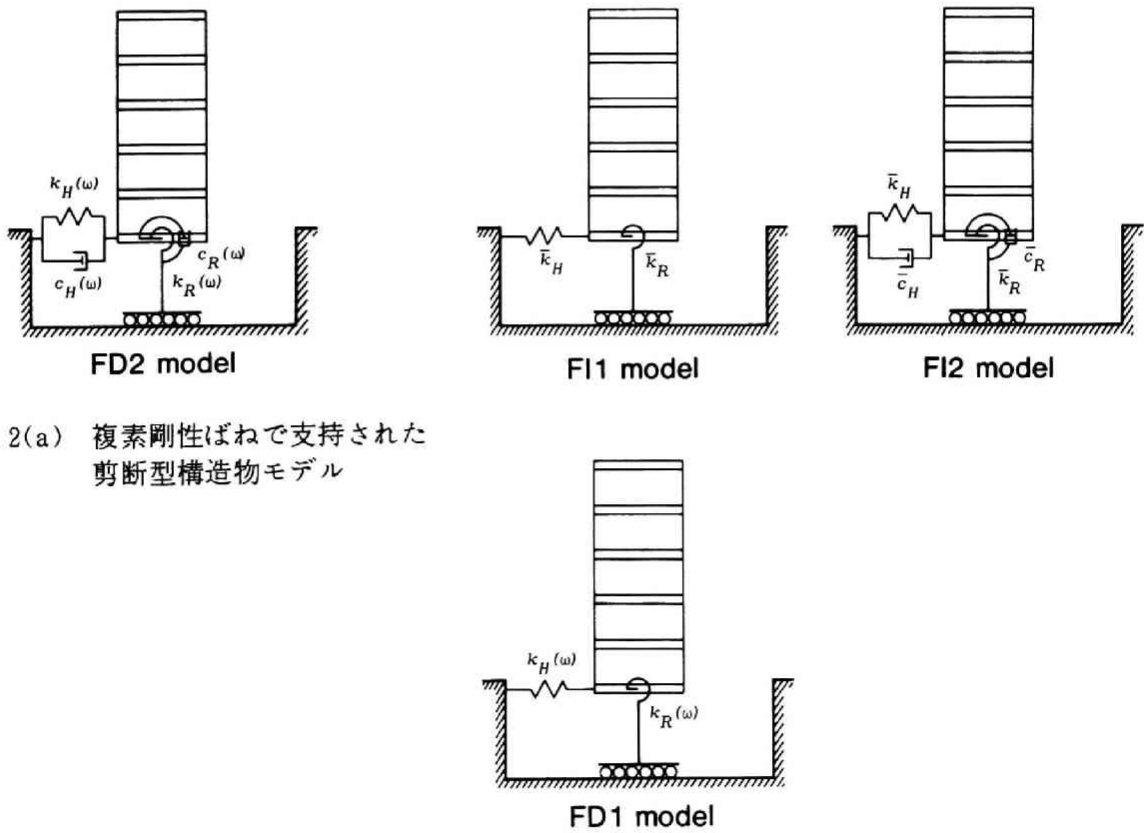 k_H(ω)
c_H(ω)
c_R(ω)
k_R(ω)
FD2 model
k̅_H
k̅_R
FI1 model
k̅_H
c̅_H
c̅_R
k̅_R
FI2 model
2(a) 複素剛性ばねで支持された
剪断型構造物モデル
k_H(ω)
k_R(ω)
FD1 model